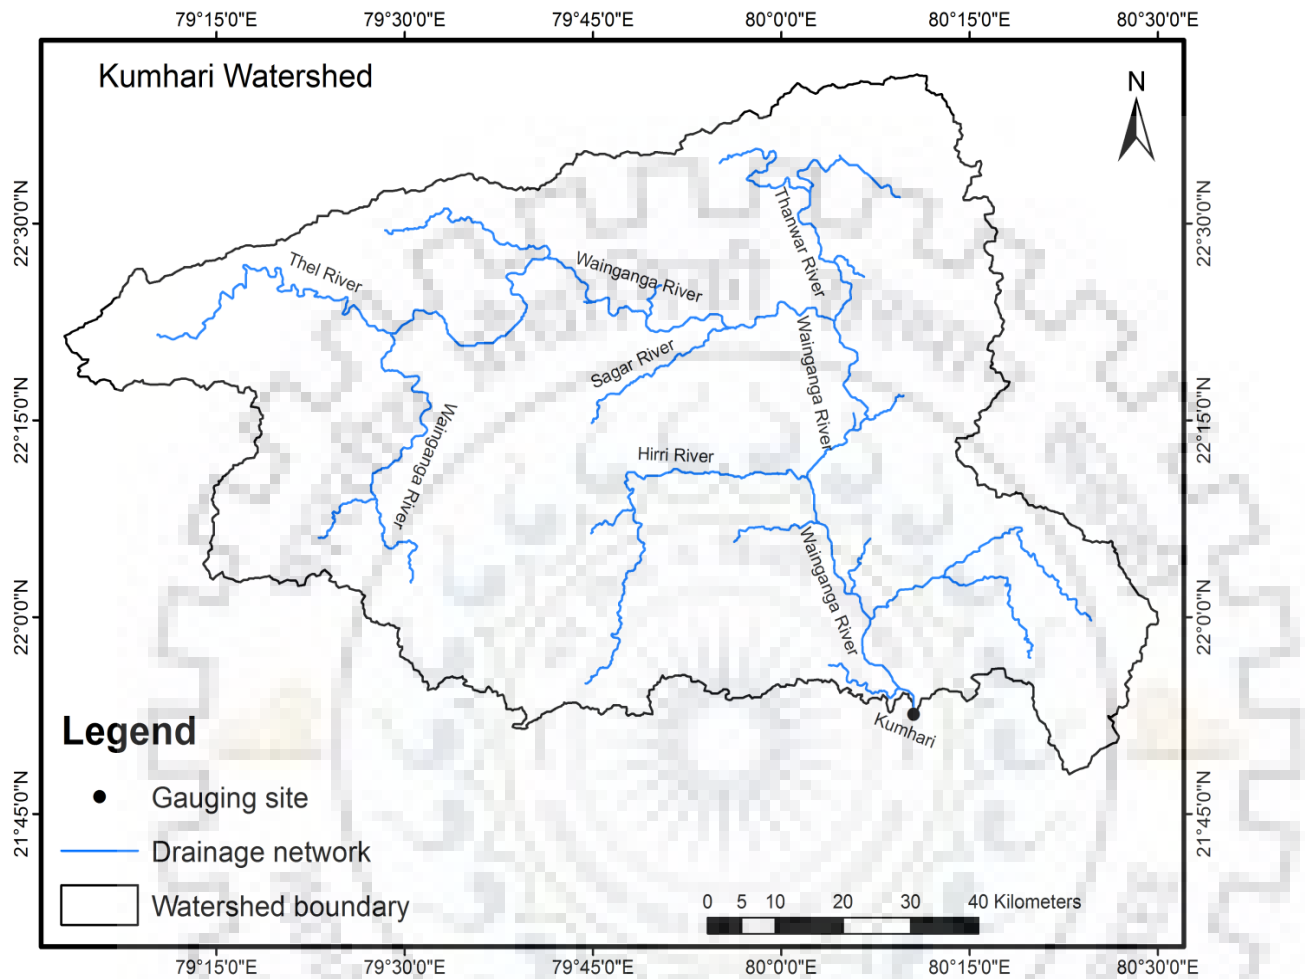 79°15'0"E 79°30'0"E 79°45'0"E 80°0'0"E 80°15'0"E 80°30'0"E
Kumhari Watershed
N
22°30'0"N
22°30'0"N
Thanwar River
Thel River
Wainganga River
Wainganga River
Sagar River
22°15'0"N
22°15'0"N
Wainganga River
Hirri River
Wainganga River
22°0'0"N
22°0'0"N
Kumhari
Legend
Gauging site
21°45'0"N
21°45'0"N
Drainage network
Watershed boundary
0 5 10 20 30 40 Kilometers
79°15'0"E 79°30'0"E 79°45'0"E 80°0'0"E 80°15'0"E 80°30'0"E